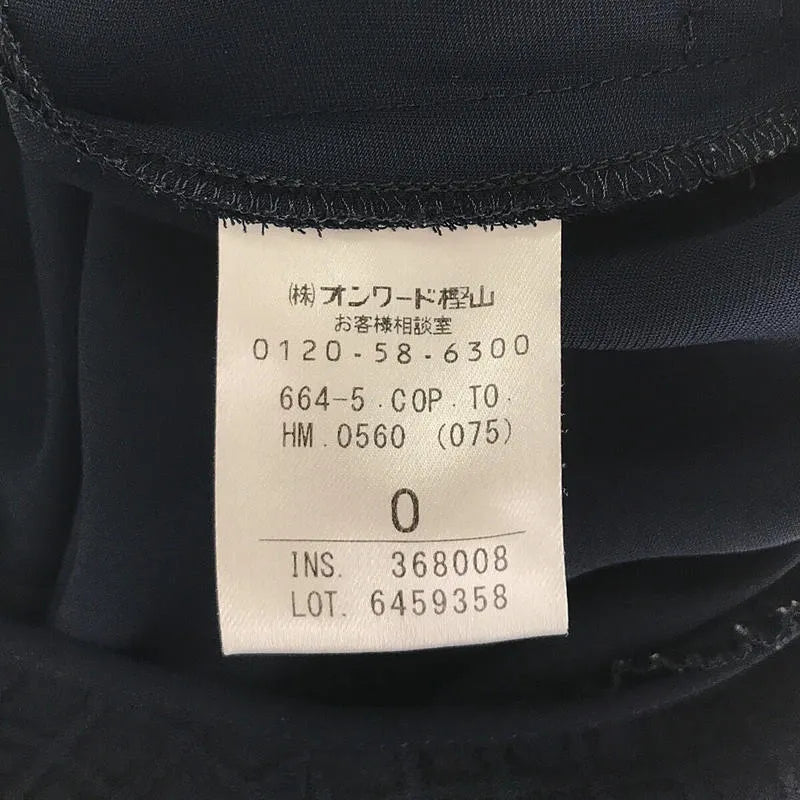 (株)オンワード樫山
お客様相談室
0120-58-6300
664-5.COP.TO.
HM.0560 (075)
0
INS. 368008
LOT. 6459358